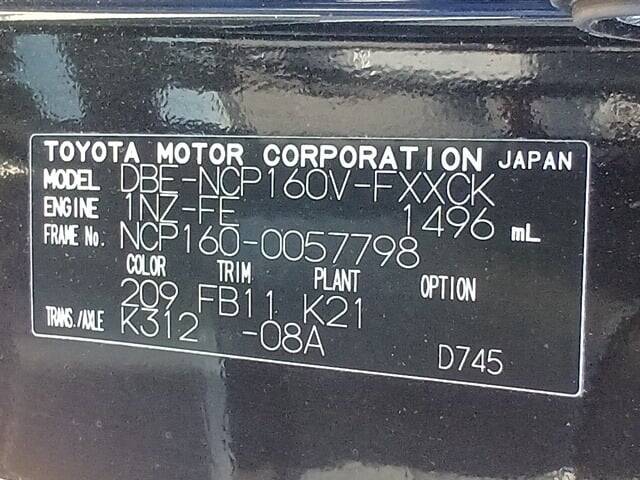 TOYOTA MOTOR CORPORATION JAPAN
MODEL DBE-NCP160V-FXXCK
ENGINE 1NZ-FE 1496 mL
FRAME No. NCP160-0057798
COLOR TRIM PLANT OPTION
209 FB11 K21
TRANS./AXLE K312 -08A D745